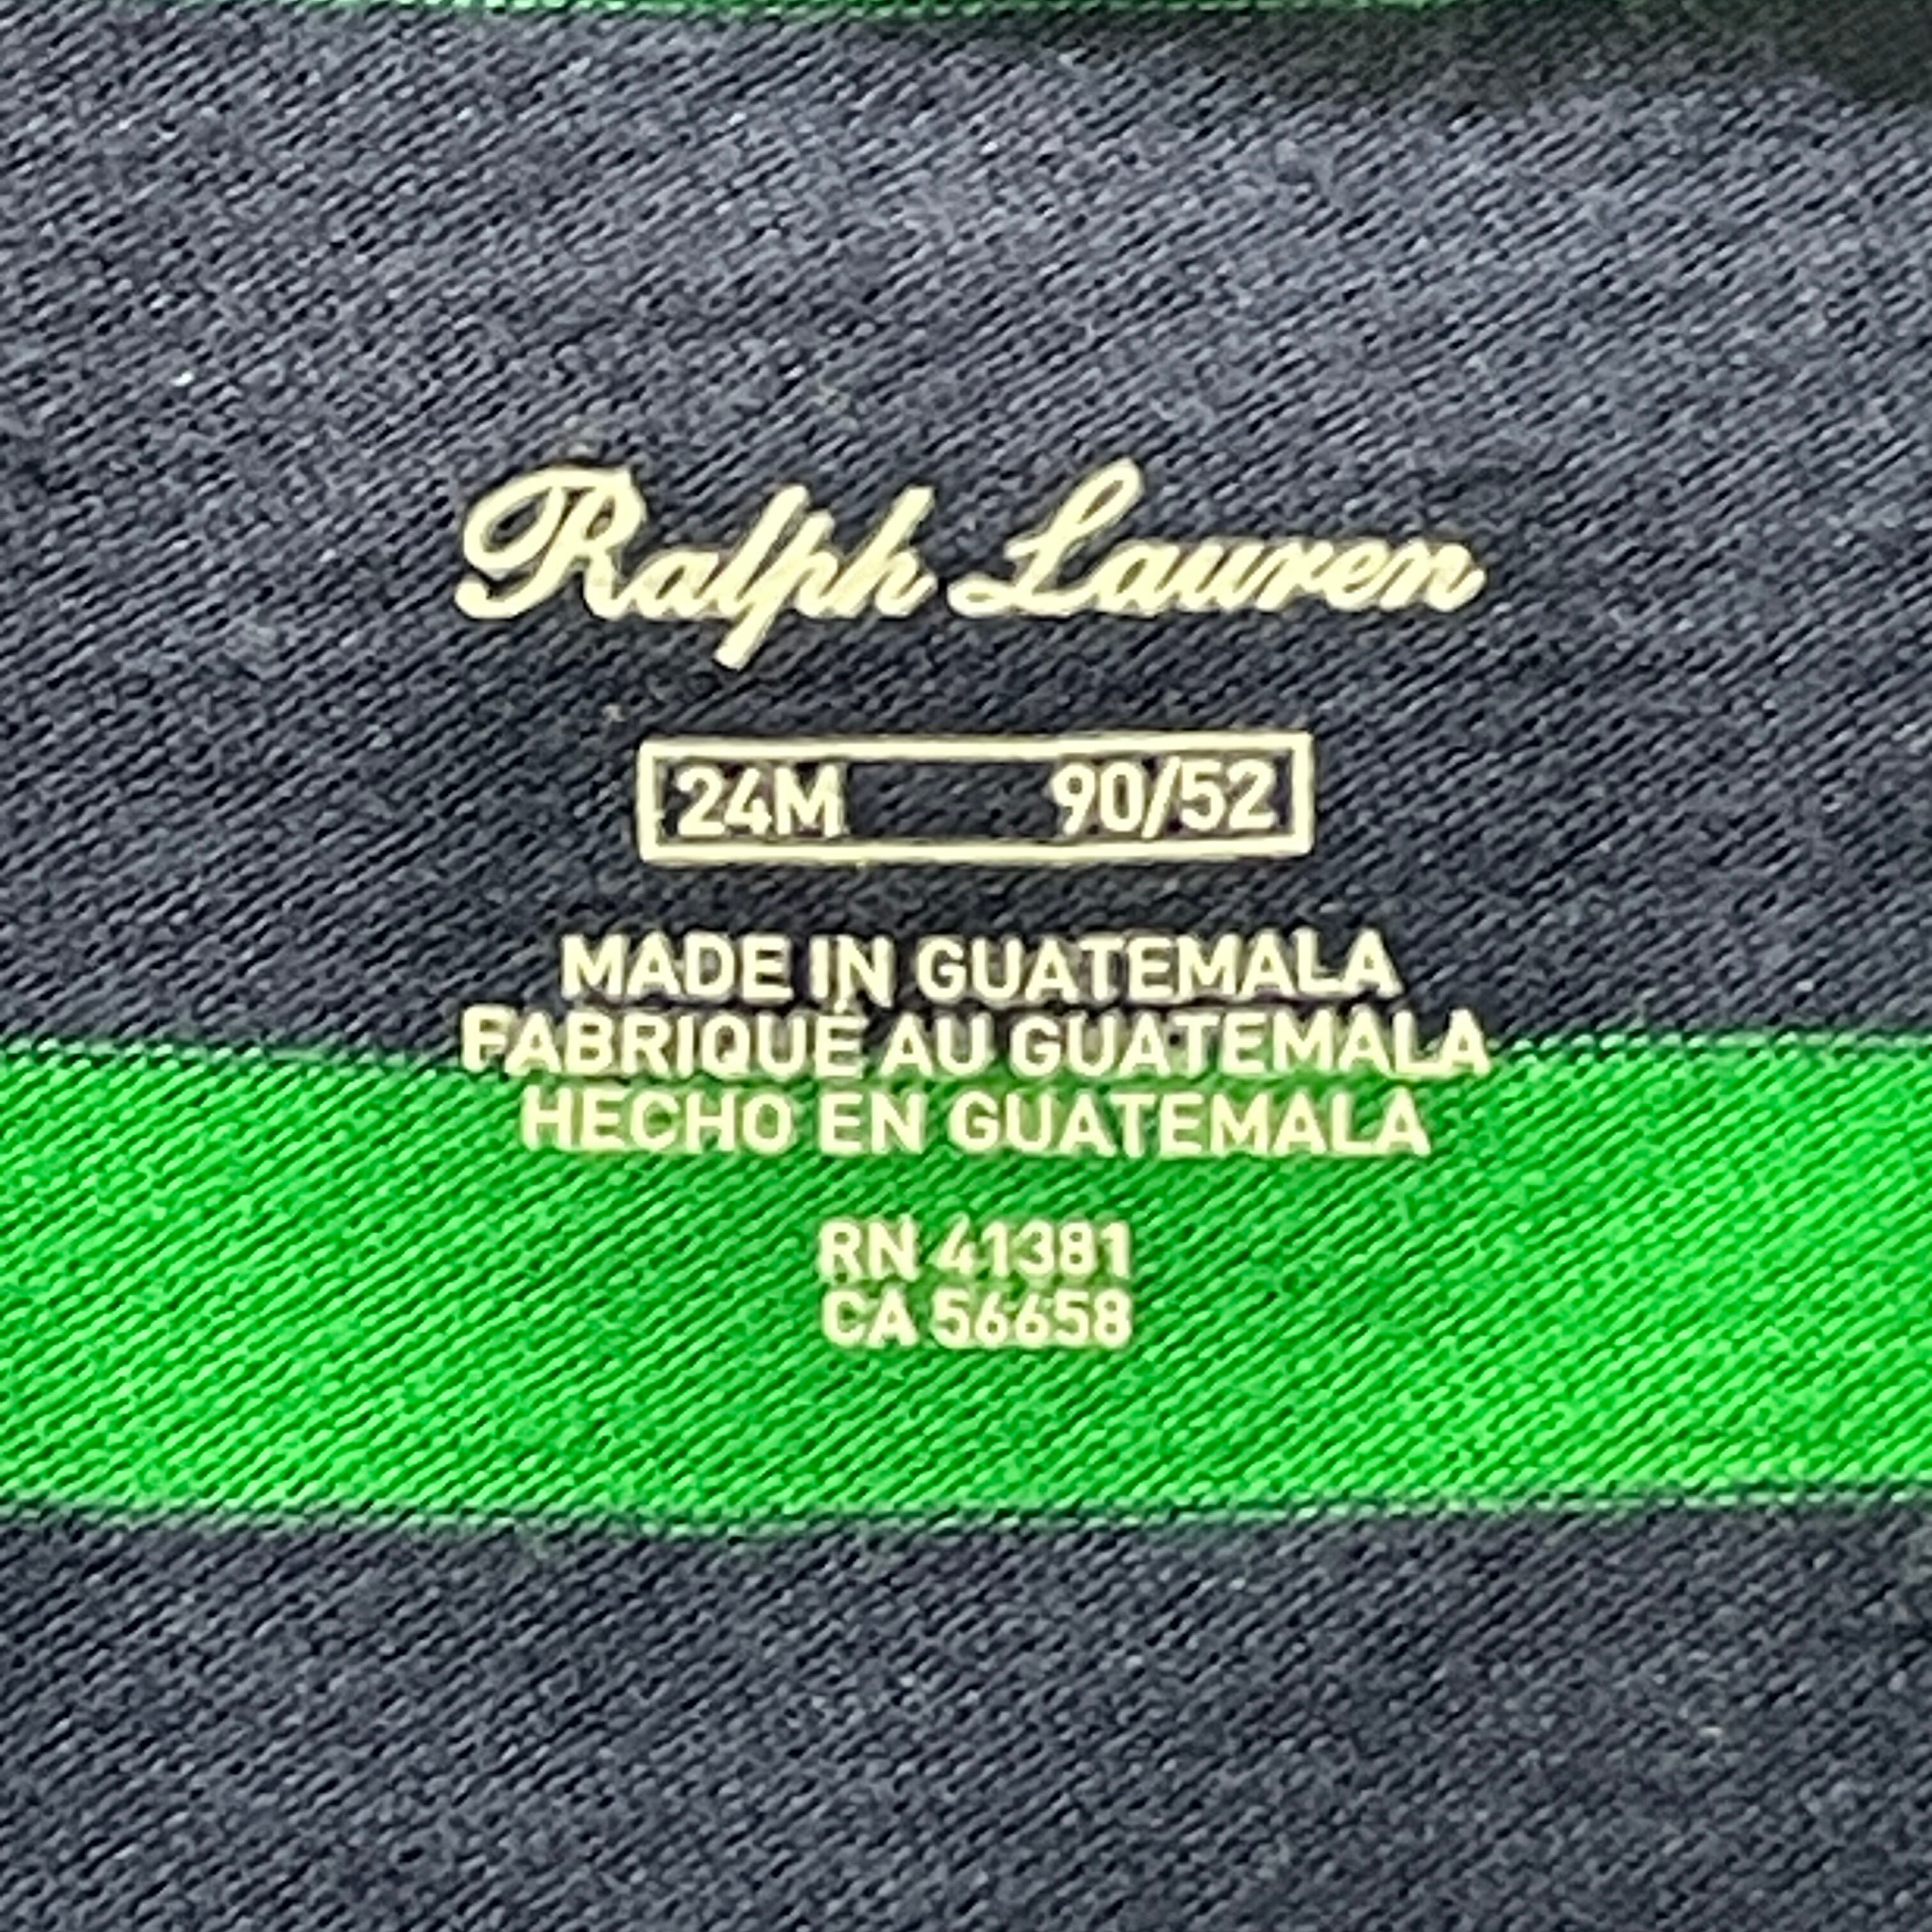 Ralph Lauren
24M 90/52
MADE IN GUATEMALA
FABRIQUÉ AU GUATEMALA
HECHO EN GUATEMALA
RN 41381
CA 56658